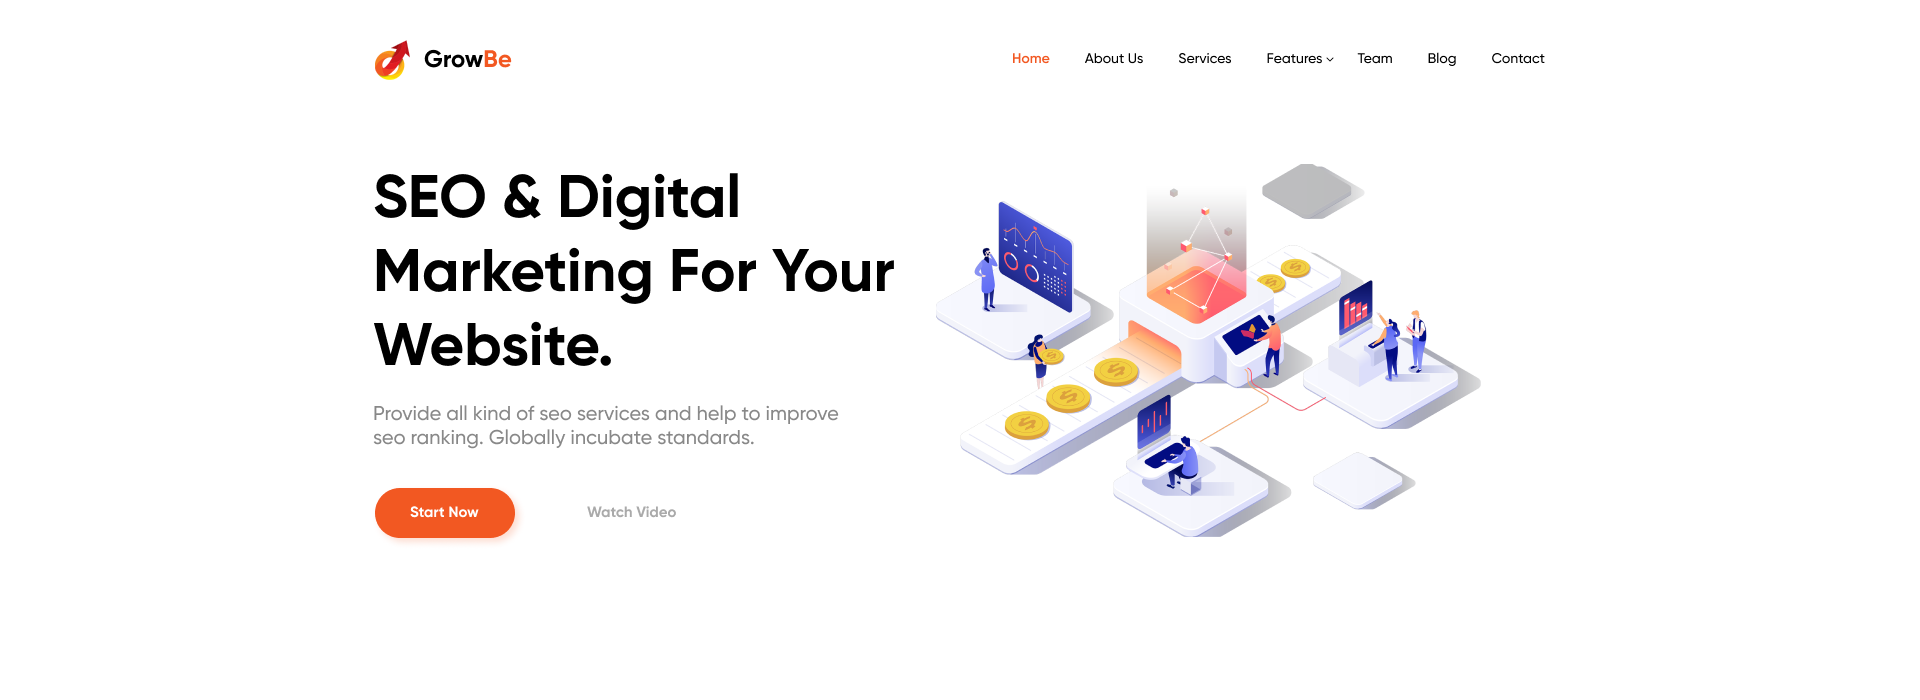 GrowBe
Home About Us Services Features Team Blog Contact
SEO & Digital
Marketing For Your
Website.
Provide all kind of seo services and help to improve
seo ranking. Globally incubate standards.
Start Now
Watch Video